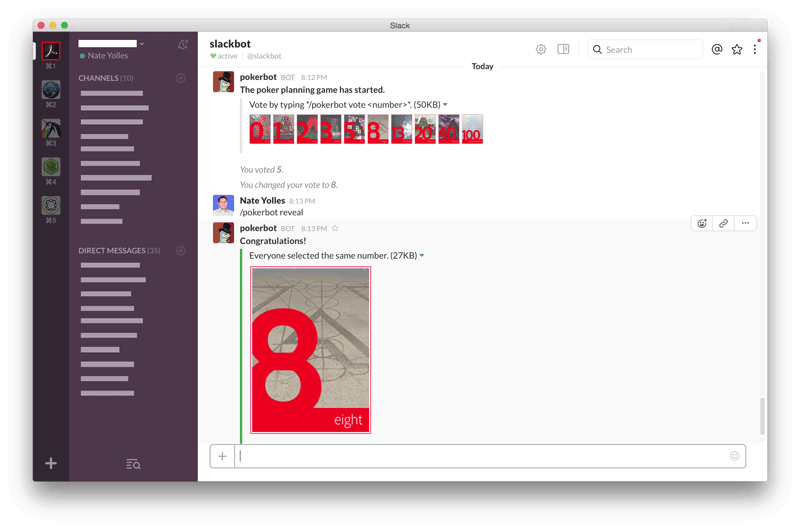 Slack
slackbot
active | @slackbot
Search
Nate Yolles
⌘1
⌘2
⌘3
⌘4
⌘5
CHANNELS (10)
DIRECT MESSAGES (35)
Today
pokerbot BOT 8:12 PM
The poker planning game has started.
Vote by typing "/pokerbot vote <number>". (50KB)
0 1 2 3 5 8 13 20 40 100
You voted 5.
You changed your vote to 8.
Nate Yolles 8:13 PM
/pokerbot reveal
pokerbot BOT 8:13 PM
Congratulations!
Everyone selected the same number. (27KB)
8
eight